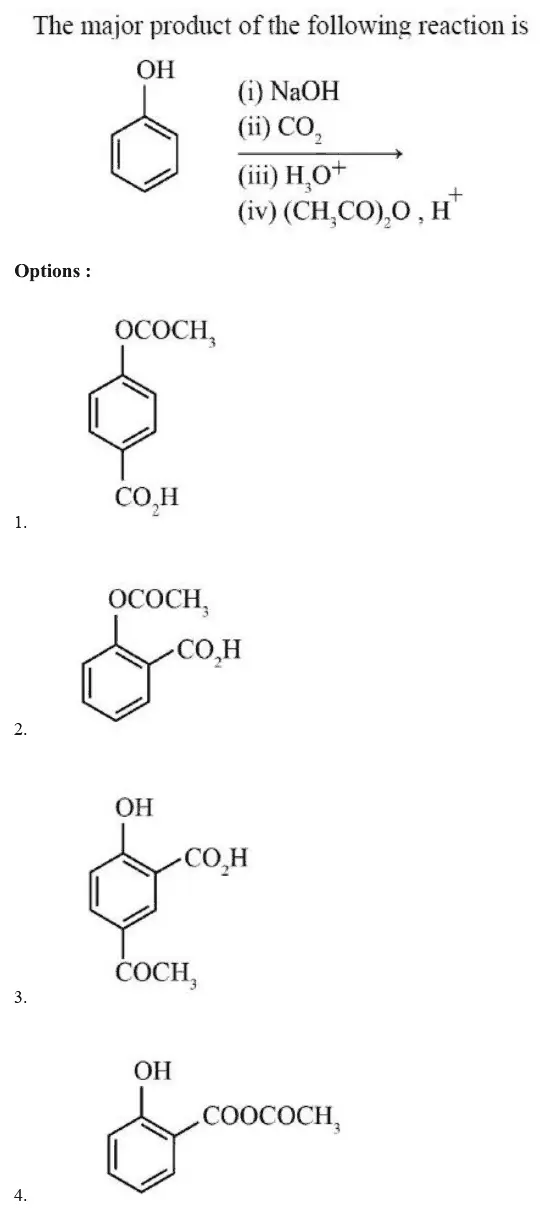 The major product of the following reaction is
OH
(i) NaOH
(ii) CO₂
(iii) H₃O⁺
(iv) (CH₃CO)₂O , H⁺
Options :
OCOCH₃
CO₂H
1.
OCOCH₃
CO₂H
2.
OH
CO₂H
COCH₃
3.
OH
COOCOCH₃
4.